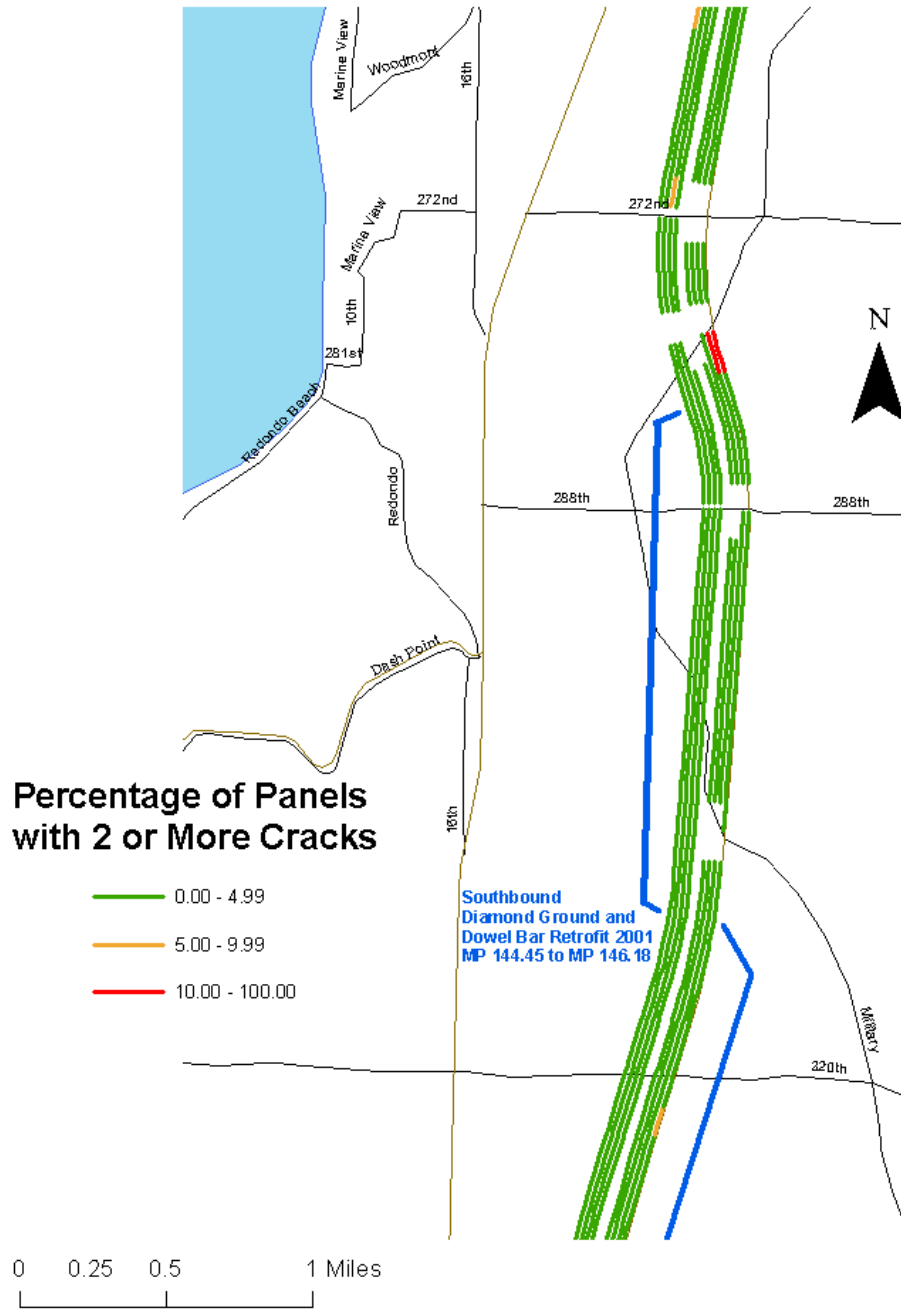 Marine View
Woodmont
16th
272nd
272nd
Marine View
10th
281st
Redondo Beach
N
Redondo
288th
288th
Dash Point
Percentage of Panels
with 2 or More Cracks
16th
0.00 - 4.99
5.00 - 9.99
10.00 - 100.00
Southbound
Diamond Ground and
Dowel Bar Retrofit 2001
MP 144.45 to MP 146.18
Military
320th
0 0.25 0.5 1 Miles